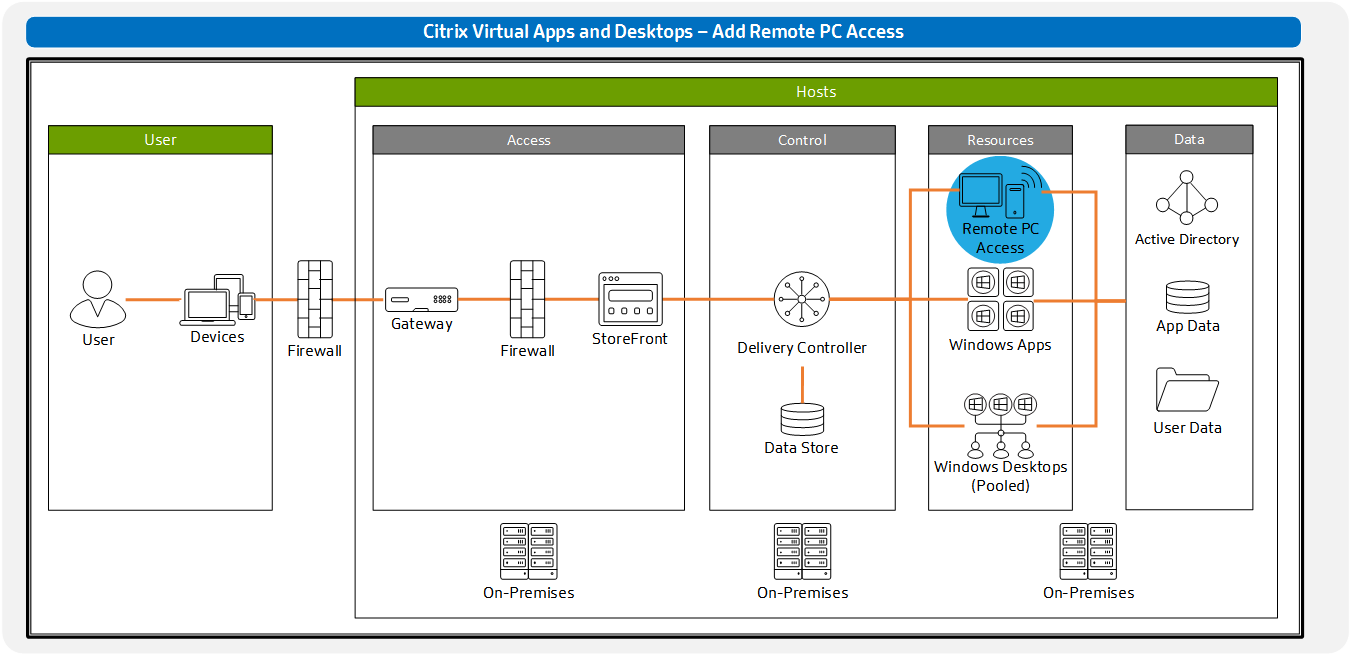 Citrix Virtual Apps and Desktops – Add Remote PC Access
Hosts
User
Access
Control
Resources
Data
User
Devices
Firewall
Gateway
Firewall
StoreFront
Delivery Controller
Data Store
Remote PC
Access
Windows Apps
Windows Desktops
(Pooled)
Active Directory
App Data
User Data
On-Premises
On-Premises
On-Premises